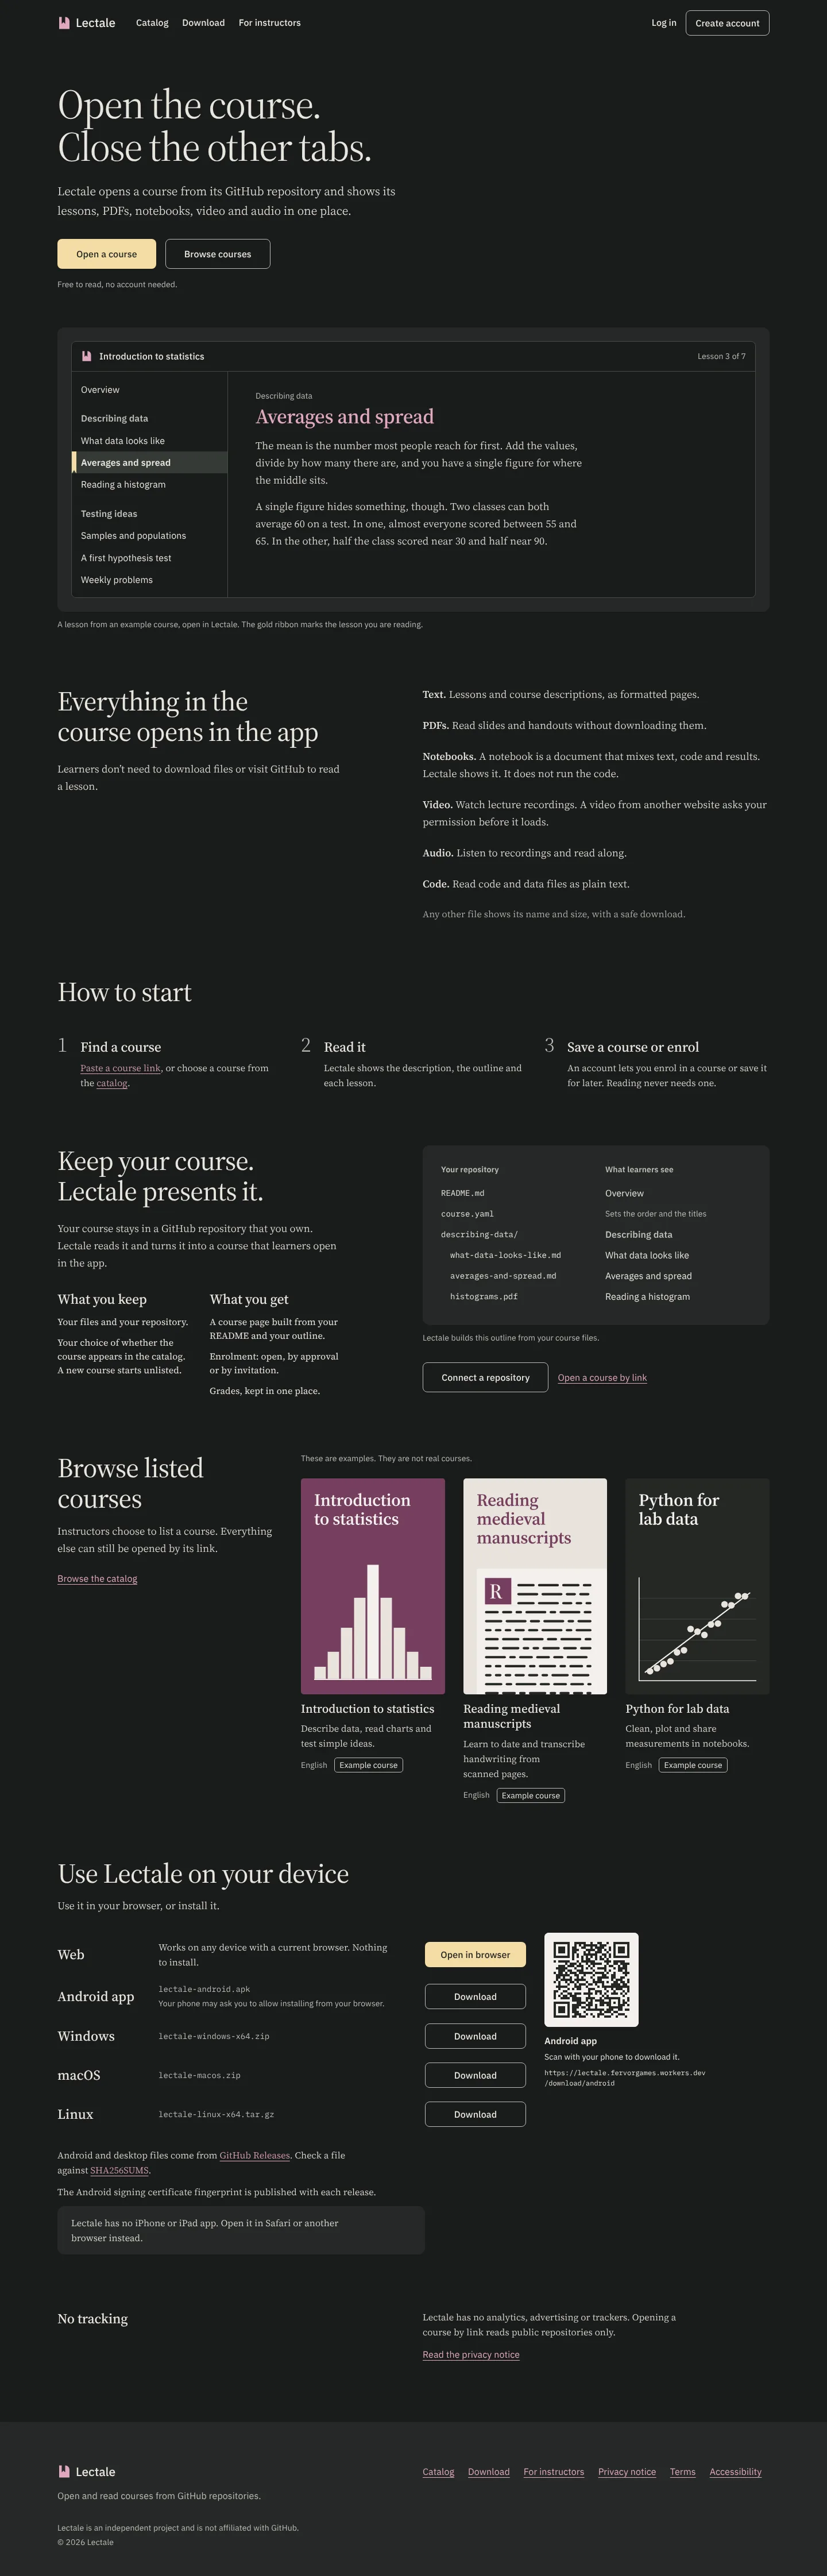 Lectale
Catalog
Download
For instructors
Log in
Create account
Open the course.
Close the other tabs.
Lectale opens a course from its GitHub repository and shows its
lessons, PDFs, notebooks, video and audio in one place.
Open a course
Browse courses
Free to read, no account needed.
Introduction to statistics
Lesson 3 of 7
Overview
Describing data
What data looks like
Averages and spread
Reading a histogram
Testing ideas
Samples and populations
A first hypothesis test
Weekly problems
Describing data
Averages and spread
The mean is the number most people reach for first. Add the values,
divide by how many there are, and you have a single figure for where
the middle sits.
A single figure hides something, though. Two classes can both
average 60 on a test. In one, almost everyone scored between 55 and
65. In the other, half the class scored near 30 and half near 90.
A lesson from an example course, open in Lectale. The gold ribbon marks the lesson you are reading.
Everything in the
course opens in the app
Learners don’t need to download files or visit GitHub to read
a lesson.
Text. Lessons and course descriptions, as formatted pages.
PDFs. Read slides and handouts without downloading them.
Notebooks. A notebook is a document that mixes text, code and results.
Lectale shows it. It does not run the code.
Video. Watch lecture recordings. A video from another website asks your
permission before it loads.
Audio. Listen to recordings and read along.
Code. Read code and data files as plain text.
Any other file shows its name and size, with a safe download.
How to start
1
Find a course
Paste a course link, or choose a course from
the catalog.
2
Read it
Lectale shows the description, the outline and
each lesson.
3
Save a course or enrol
An account lets you enrol in a course or save it
for later. Reading never needs one.
Keep your course.
Lectale presents it.
Your course stays in a GitHub repository that you own.
Lectale reads it and turns it into a course that learners open
in the app.
What you keep
Your files and your repository.
Your choice of whether the
course appears in the catalog.
A new course starts unlisted.
What you get
A course page built from your
README and your outline.
Enrolment: open, by approval
or by invitation.
Grades, kept in one place.
Your repository
What learners see
README.md
Overview
course.yaml
Sets the order and the titles
describing-data/
Describing data
what-data-looks-like.md
What data looks like
averages-and-spread.md
Averages and spread
histograms.pdf
Reading a histogram
Lectale builds this outline from your course files.
Connect a repository
Open a course by link
Browse listed
courses
Instructors choose to list a course. Everything
else can still be opened by its link.
Browse the catalog
These are examples. They are not real courses.
Introduction
to statistics
Reading
medieval
manuscripts
R
Python for
lab data
Introduction to statistics
Describe data, read charts and
test simple ideas.
English
Example course
Reading medieval
manuscripts
Learn to date and transcribe
handwriting from
scanned pages.
English
Example course
Python for lab data
Clean, plot and share
measurements in notebooks.
English
Example course
Use Lectale on your device
Use it in your browser, or install it.
Web
Works on any device with a current browser. Nothing
to install.
Open in browser
Android app
lectale-android.apk
Your phone may ask you to allow installing from your browser.
Download
Windows
lectale-windows-x64.zip
Download
macOS
lectale-macos.zip
Download
Linux
lectale-linux-x64.tar.gz
Download
Android app
Scan with your phone to download it.
https://lectale.fervorgames.workers.dev
/download/android
Android and desktop files come from GitHub Releases. Check a file
against SHA256SUMS.
The Android signing certificate fingerprint is published with each release.
Lectale has no iPhone or iPad app. Open it in Safari or another
browser instead.
No tracking
Lectale has no analytics, advertising or trackers. Opening a
course by link reads public repositories only.
Read the privacy notice
Lectale
Open and read courses from GitHub repositories.
Catalog
Download
For instructors
Privacy notice
Terms
Accessibility
Lectale is an independent project and is not affiliated with GitHub.
© 2026 Lectale